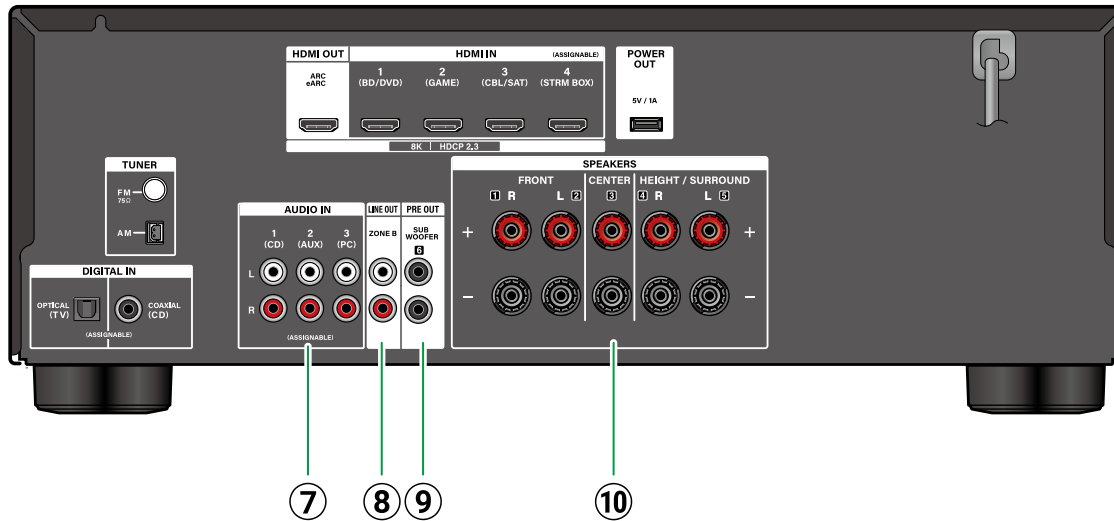 HDMI OUT
HDMI IN
(ASSIGNABLE)
ARC
eARC
1
(BD/DVD)
2
(GAME)
3
(CBL/SAT)
4
(STRM BOX)
8K
HDCP 2.3
POWER
OUT
5V / 1A
TUNER
FM
75Ω
AM
DIGITAL IN
OPTICAL
(TV)
COAXIAL
(CD)
(ASSIGNABLE)
AUDIO IN
1
(CD)
2
(AUX)
3
(PC)
L
R
(ASSIGNABLE)
LINE OUT
ZONE B
PRE OUT
SUB
WOOFER
6
SPEAKERS
FRONT
CENTER
HEIGHT / SURROUND
1 R
L 2
3
4 R
L 5
+
+
–
–
7
8
9
10